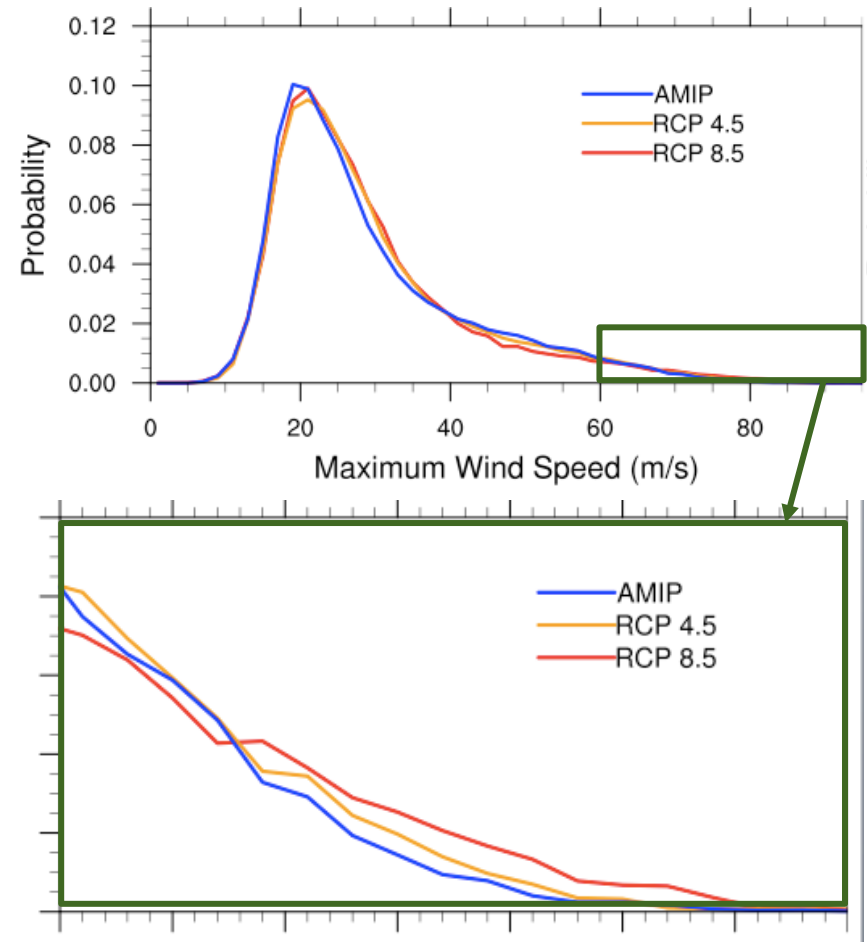 0.12
0.10
0.08
0.06
0.04
0.02
0.00
Probability
AMIP
RCP 4.5
RCP 8.5
0 20 40 60 80
Maximum Wind Speed (m/s)
AMIP
RCP 4.5
RCP 8.5